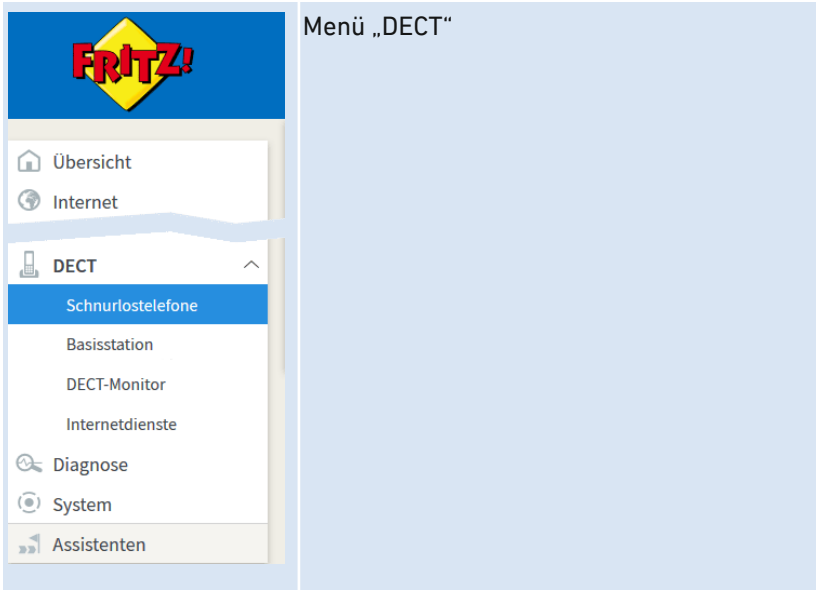 FRITZ!
Menü „DECT“
Übersicht
Internet
DECT
Schnurlostelefone
Basisstation
DECT-Monitor
Internetdienste
Diagnose
System
Assistenten